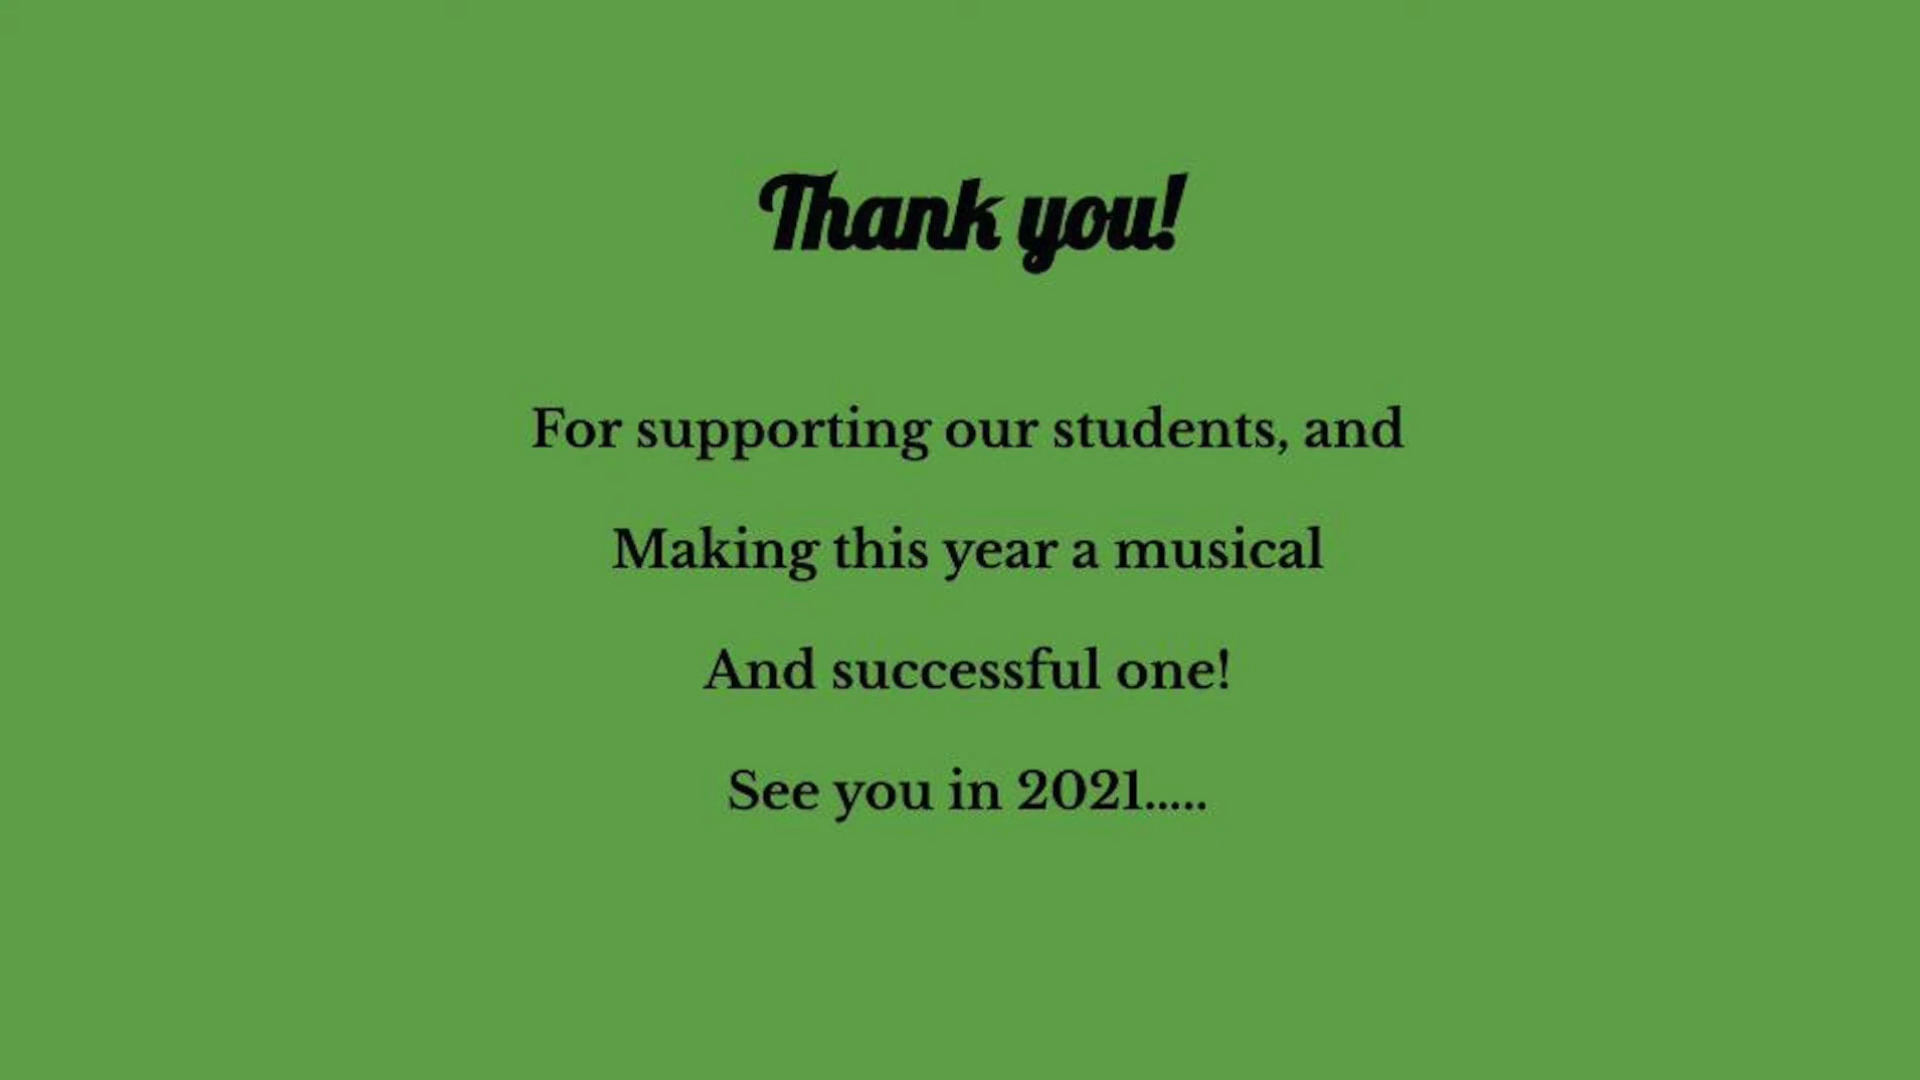 Thank you!
For supporting our students, and
Making this year a musical
And successful one!
See you in 2021.....